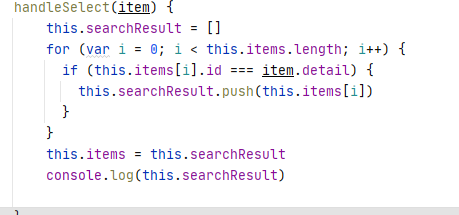 handleSelect(item) {
this.searchResult = []
for (var i = 0; i < this.items.length; i++) {
if (this.items[i].id === item.detail) {
this.searchResult.push(this.items[i])
}
}
this.items = this.searchResult
console.log(this.searchResult)
}